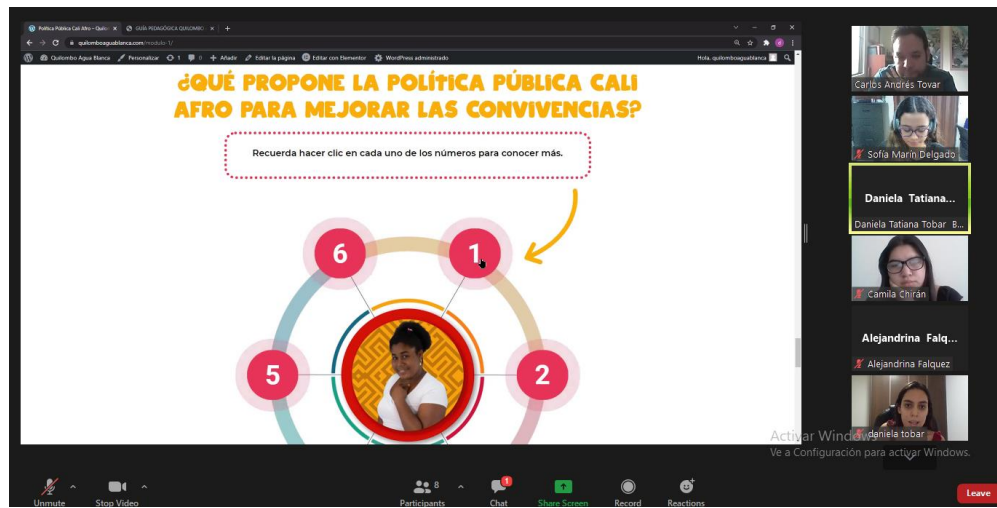 Política Pública Cali Afro – Quilo
GUÍA PEDAGÓGICA QUILOMBO
quilomboaguablanca.com/modulo-1/
Quilombo Agua Blanca Personalizar 1 0 Añadir Editar la página Editar con Elementor WordPress administrado Hola, quilomboaguablanca
¿QUÉ PROPONE LA POLÍTICA PÚBLICA CALI
AFRO PARA MEJORAR LAS CONVIVENCIAS?
Recuerda hacer clic en cada uno de los números para conocer más.
6 1
5 2
Carlos Andrés Tovar
Sofía Marin Delgado
Daniela Tatiana...
Daniela Tatiana Tobar B...
Camila Chirán
Alejandrina Falq...
Alejandrina Falquez
daniela tobar
Activar Windows
Ve a Configuración para activar Windows.
Unmute Stop Video Participants 8 Chat 1 Share Screen Record Reactions Leave